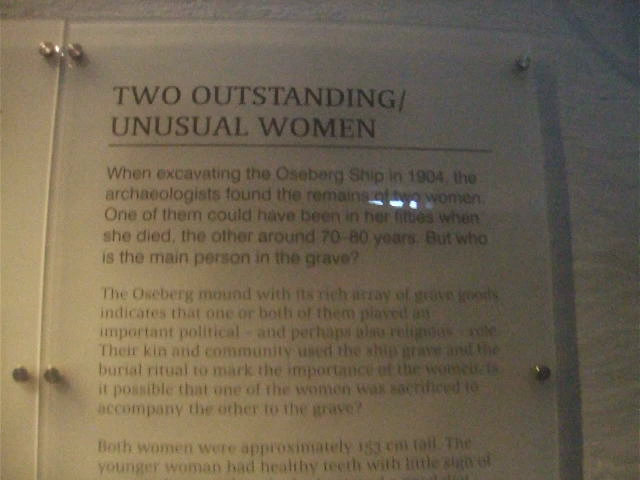 TWO OUTSTANDING/
UNUSUAL WOMEN
When excavating the Oseberg Ship in 1904, the
archaeologists found the remains of two women.
One of them could have been in her fifties when
she died, the other around 70–80 years. But who
is the main person in the grave?
The Oseberg mound with its rich array of grave goods
indicates that one or both of them played an
important political – and perhaps also religious – role.
Their kin and community used the ship grave and the
burial ritual to mark the importance of the women. Is
it possible that one of the women was sacrificed to
accompany the other to the grave?
Both women were approximately 153 cm tall. The
younger woman had healthy teeth with little sign of